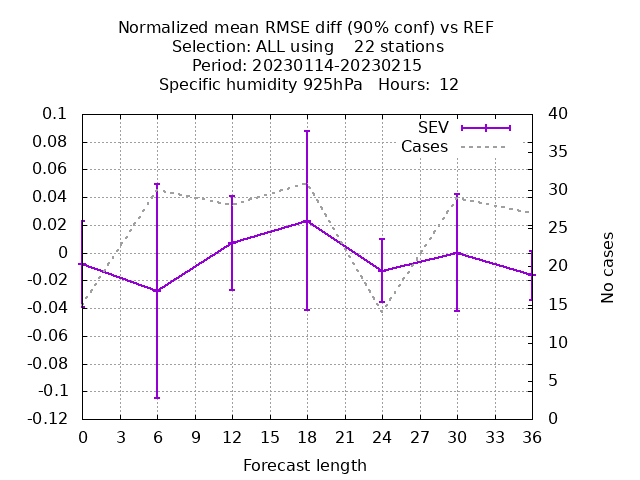 Normalized mean RMSE diff (90% conf) vs REF
Selection: ALL using 22 stations
Period: 20230114-20230215
Specific humidity 925hPa Hours: 12
0.1
0.08
0.06
0.04
0.02
0
-0.02
-0.04
-0.06
-0.08
-0.1
-0.12
SEV
Cases
40
35
30
25
20
15
10
5
0
No cases
0 3 6 9 12 15 18 21 24 27 30 33 36
Forecast length